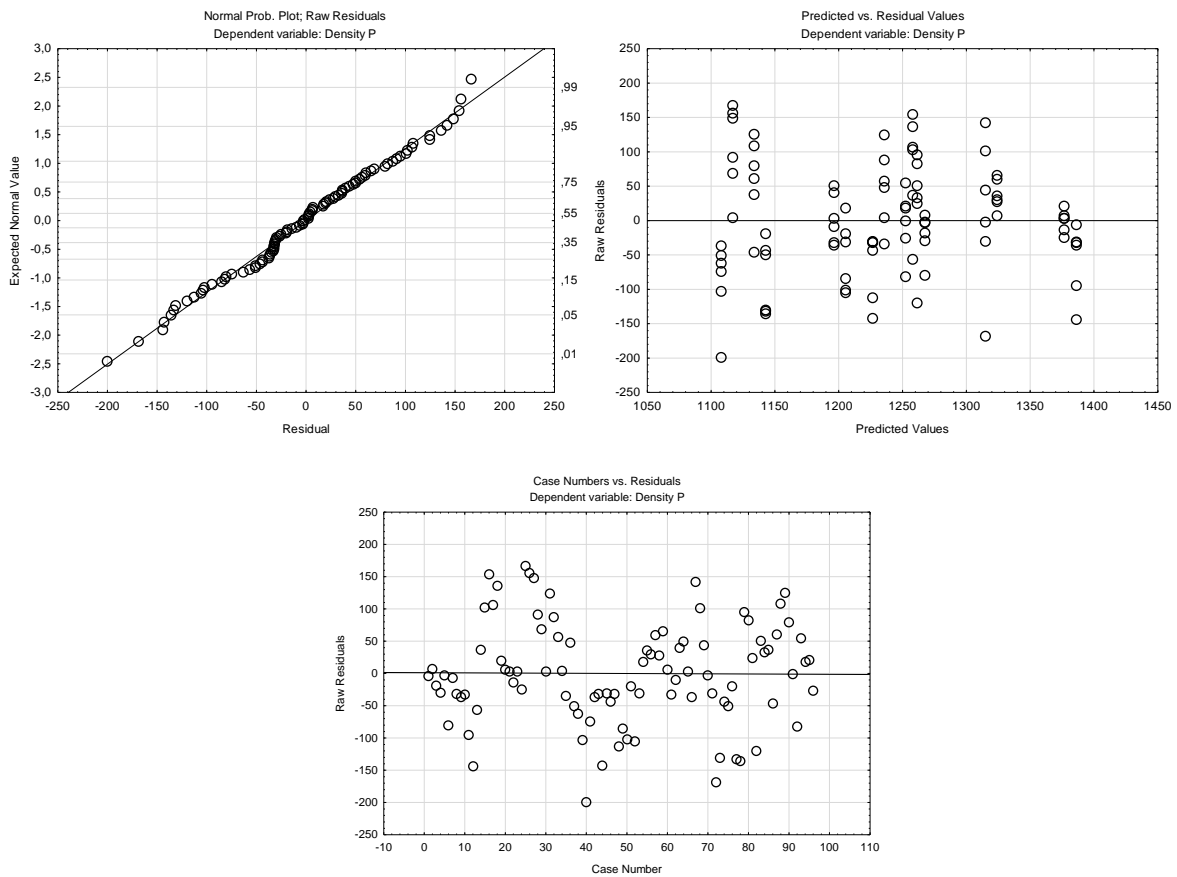 Normal Prob. Plot; Raw Residuals
Dependent variable: Density P
3,0
2,5
2,0
1,5
1,0
0,5
0,0
-0,5
-1,0
-1,5
-2,0
-2,5
-3,0
Expected Normal Value
,99
,95
,75
,55
,35
,15
,05
,01
-250 -200 -150 -100 -50 0 50 100 150 200 250
Residual
Predicted vs. Residual Values
Dependent variable: Density P
250
200
150
100
50
0
-50
-100
-150
-200
-250
Raw Residuals
1050 1100 1150 1200 1250 1300 1350 1400 1450
Predicted Values
Case Numbers vs. Residuals
Dependent variable: Density P
250
200
150
100
50
0
-50
-100
-150
-200
-250
Raw Residuals
-10 0 10 20 30 40 50 60 70 80 90 100 110
Case Number